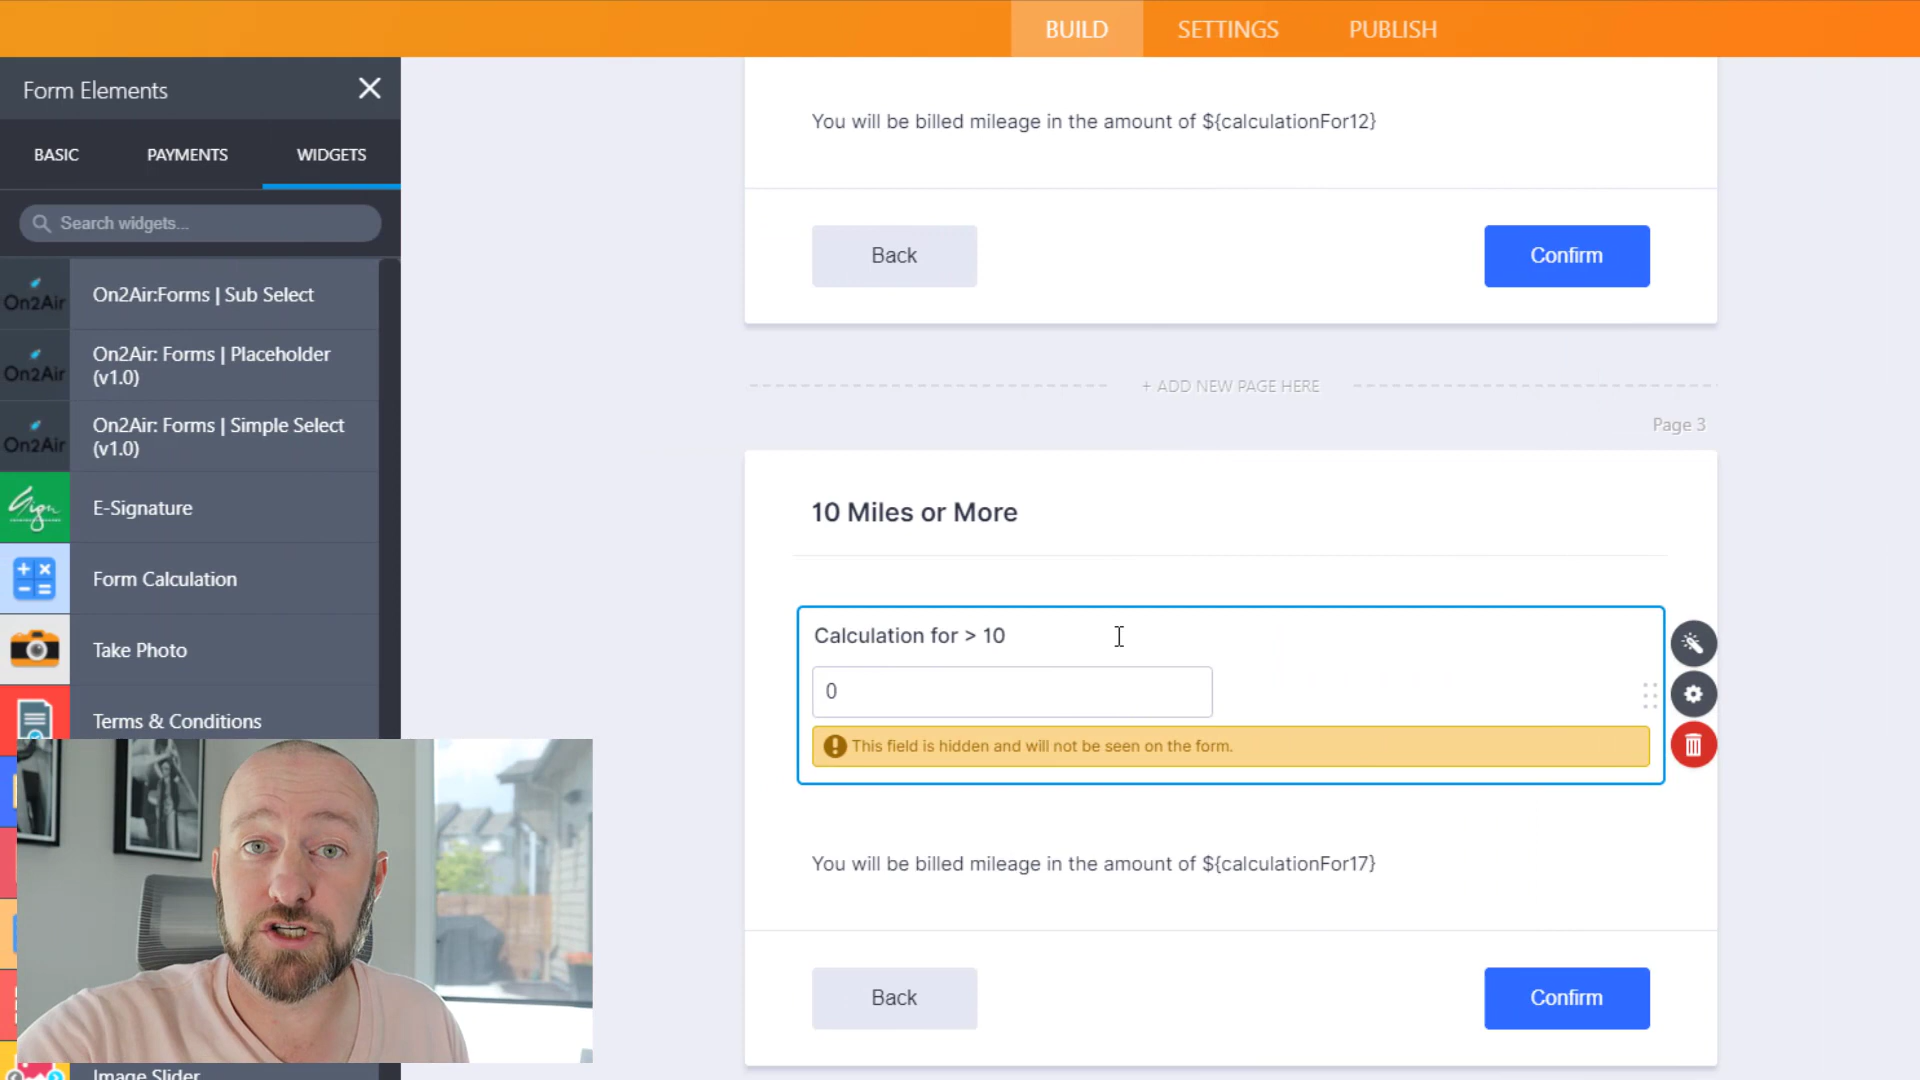 BUILD
SETTINGS
PUBLISH
Form Elements
BASIC
PAYMENTS
WIDGETS
Search widgets...
On2Air
On2Air:Forms | Sub Select
On2Air
On2Air: Forms | Placeholder
(v1.0)
On2Air
On2Air: Forms | Simple Select
(v1.0)
Sign
E-Signature
Form Calculation
Take Photo
Terms & Conditions
Image Slider
You will be billed mileage in the amount of ${calculationFor12}
Back
Confirm
+ ADD NEW PAGE HERE
Page 3
10 Miles or More
Calculation for > 10
0
This field is hidden and will not be seen on the form.
You will be billed mileage in the amount of ${calculationFor17}
Back
Confirm